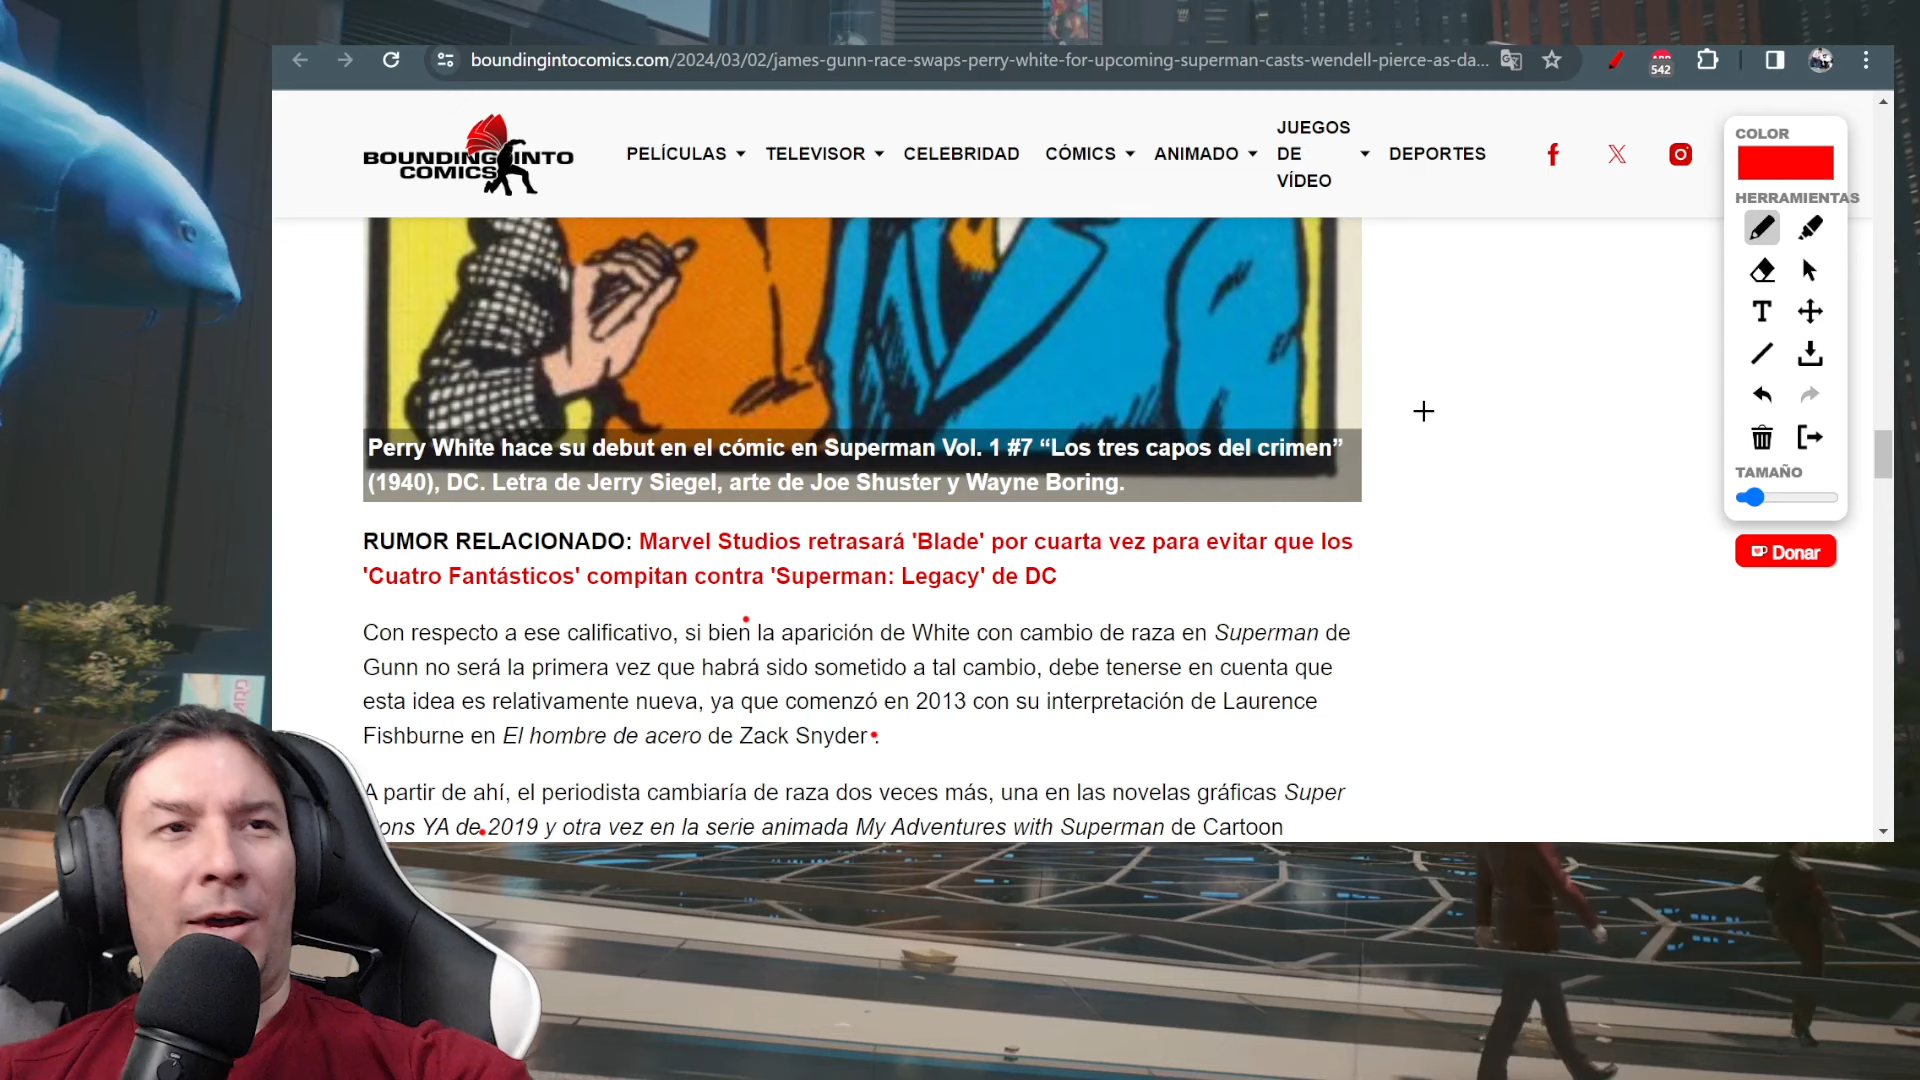 boundingintocomics.com/2024/03/02/james-gunn-race-swaps-perry-white-for-upcoming-superman-casts-wendell-pierce-as-da...
542
BOUNDING INTO
COMICS
PELÍCULAS
TELEVISOR
CELEBRIDAD
CÓMICS
ANIMADO
JUEGOS
DE
VÍDEO
DEPORTES
COLOR
HERRAMIENTAS
TAMAÑO
Donar
Perry White hace su debut en el cómic en Superman Vol. 1 #7 “Los tres capos del crimen”
(1940), DC. Letra de Jerry Siegel, arte de Joe Shuster y Wayne Boring.
RUMOR RELACIONADO: Marvel Studios retrasará 'Blade' por cuarta vez para evitar que los
'Cuatro Fantásticos' compitan contra 'Superman: Legacy' de DC
Con respecto a ese calificativo, si bien la aparición de White con cambio de raza en Superman de
Gunn no será la primera vez que habrá sido sometido a tal cambio, debe tenerse en cuenta que
esta idea es relativamente nueva, ya que comenzó en 2013 con su interpretación de Laurence
Fishburne en El hombre de acero de Zack Snyder .
A partir de ahí, el periodista cambiaría de raza dos veces más, una en las novelas gráficas Super
ons YA de 2019 y otra vez en la serie animada My Adventures with Superman de Cartoon